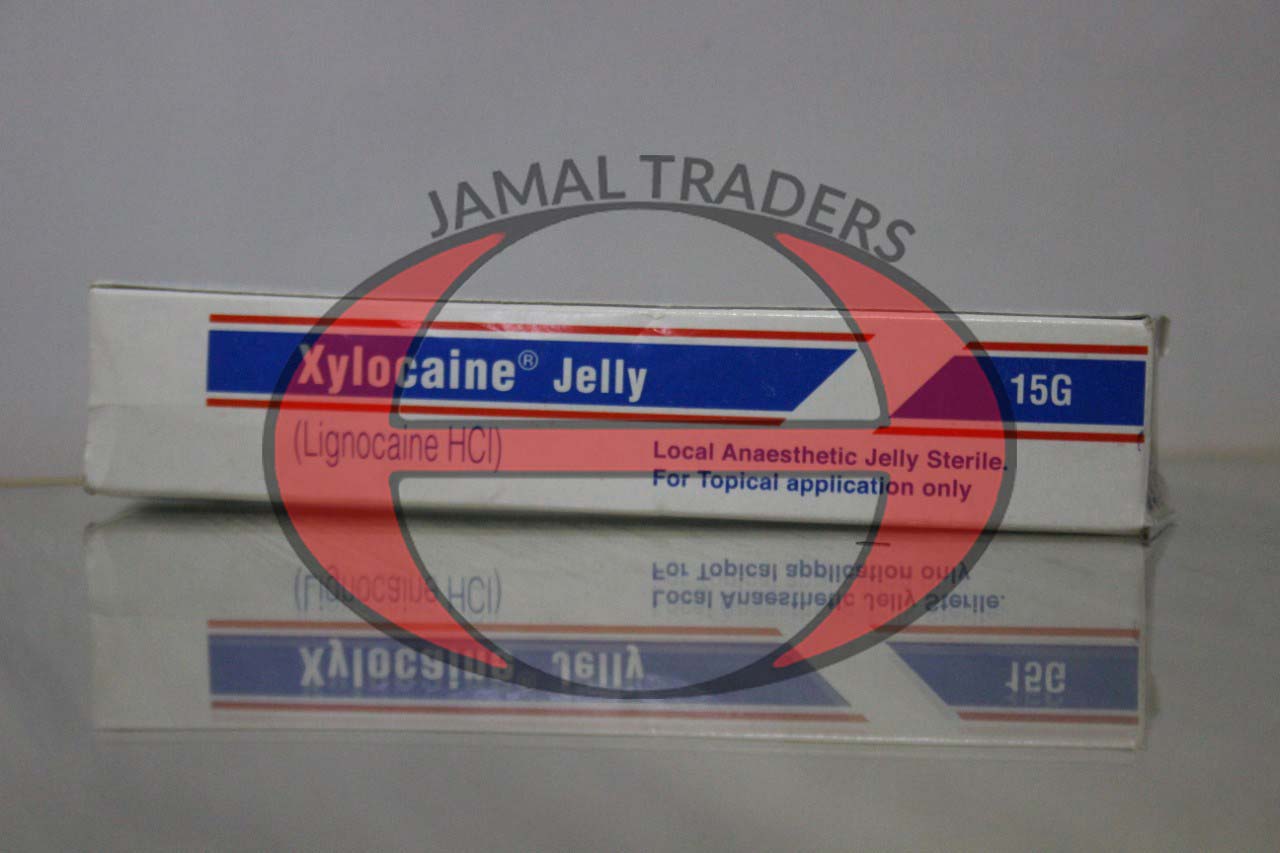 JAMAL TRADERS
Xylocaine® Jelly
15G
(Lignocaine HCl)
Local Anaesthetic Jelly Sterile.
For Topical application only